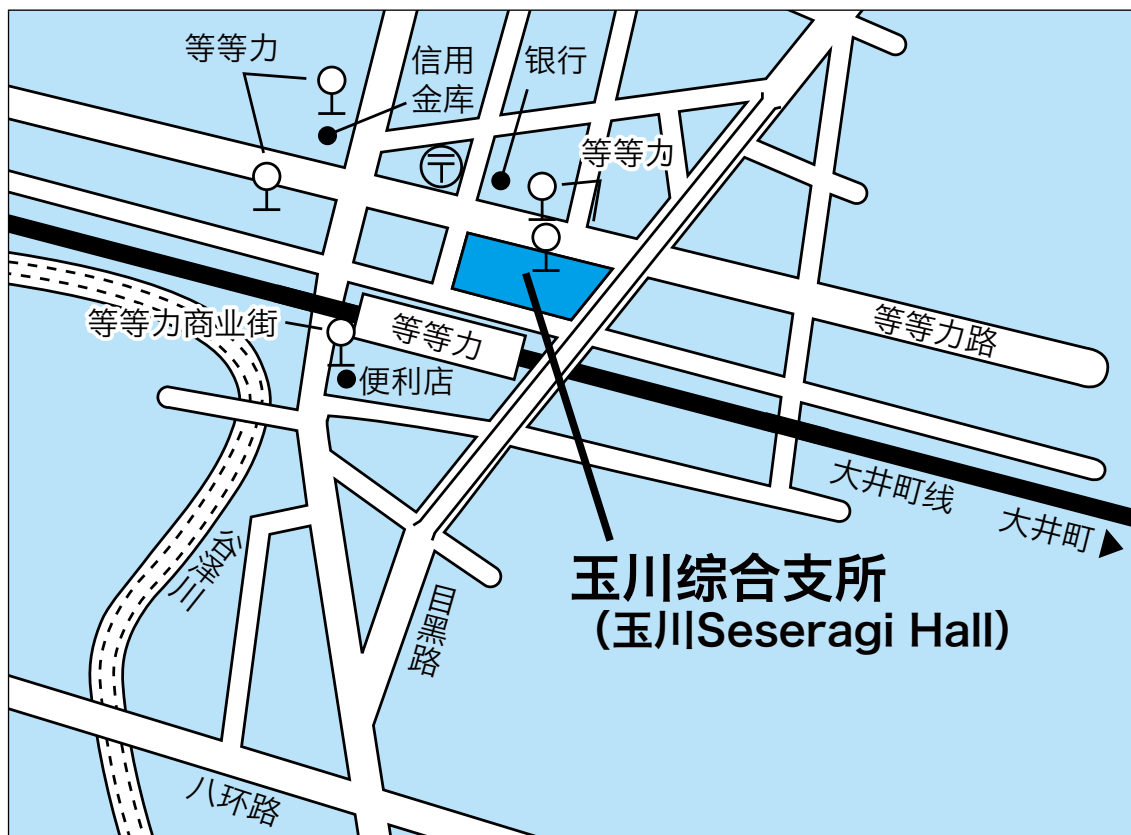 等等力
信用
金库
银行
等等力
〒
等等力商业街
等等力
等等力路
便利店
大井町线
大井町
谷泽川
目黑路
玉川综合支所
（玉川Seseragi Hall）
八环路